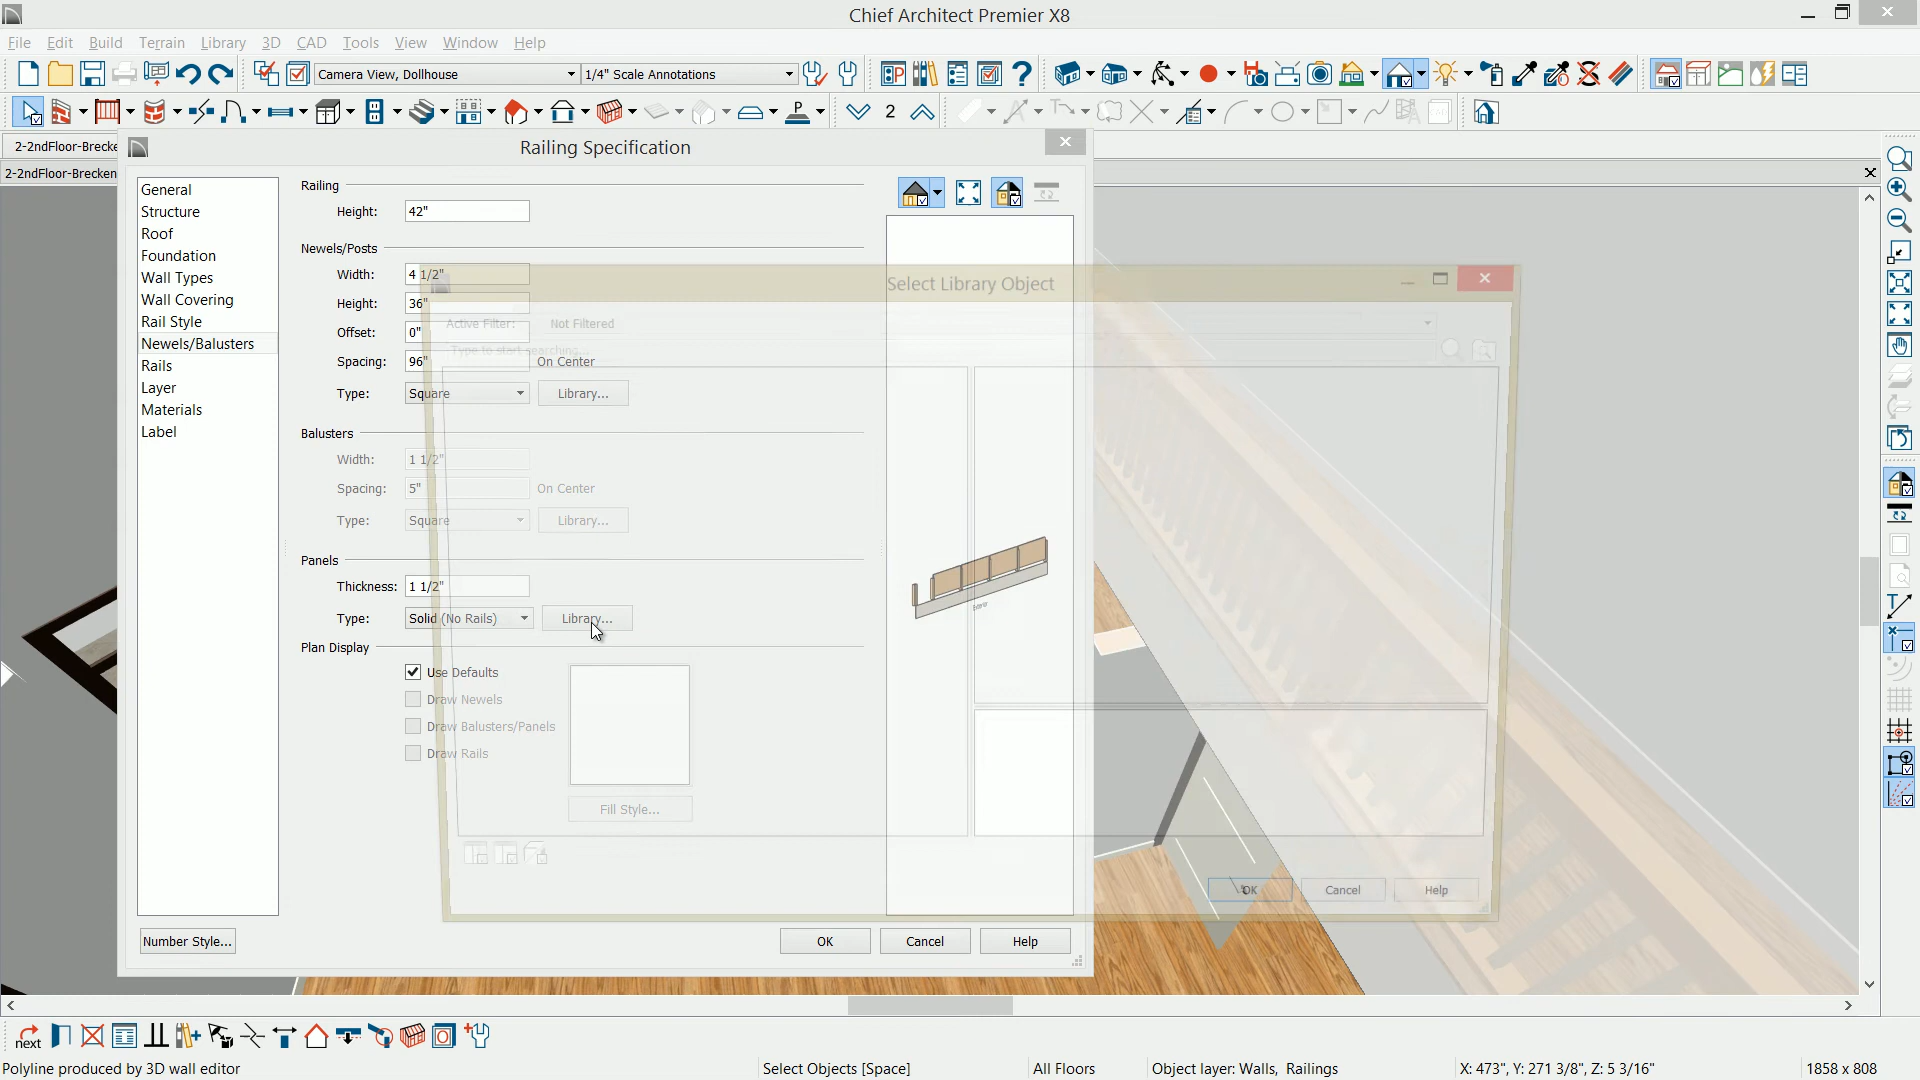 Chief Architect Premier X8
File Edit Build Terrain Library 3D CAD Tools View Window Help
Camera View, Dollhouse 1/4" Scale Annotations
2
2-2ndFloor-Brecke
2-2ndFloor-Brecken
Railing Specification
General
Structure
Roof
Foundation
Wall Types
Wall Covering
Rail Style
Newels/Balusters
Rails
Layer
Materials
Label
Railing
Height: 42"
Newels/Posts
Width: 4 1/2"
Height: 36"
Offset: 0"
Spacing: 96" On Center
Type: Square Library...
Balusters
Width: 1 1/2"
Spacing: 5" On Center
Type: Square Library...
Panels
Thickness: 1 1/2"
Type: Solid (No Rails) Library...
Plan Display
Use Defaults
Draw Newels
Draw Balusters/Panels
Draw Rails
Fill Style...
Number Style... OK Cancel Help
Select Library Object
Active Filter: Not Filtered
Type to start searching...
OK Cancel Help
next
Polyline produced by 3D wall editor Select Objects [Space] All Floors Object layer: Walls, Railings X: 473", Y: 271 3/8", Z: 5 3/16" 1858 x 808